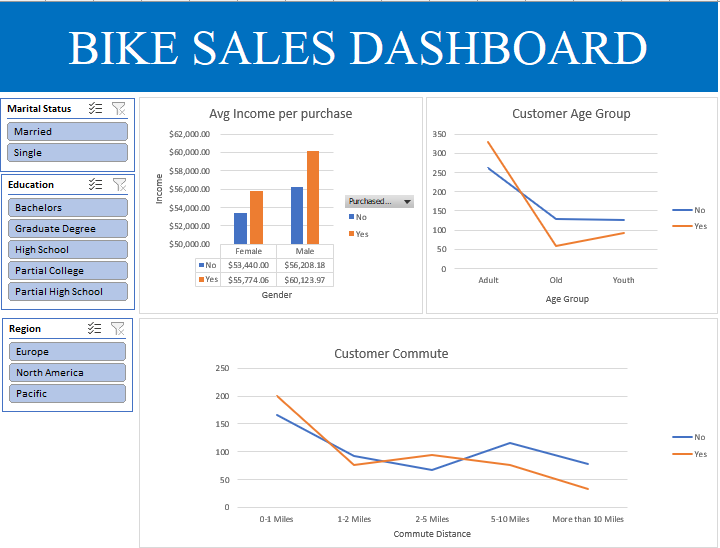 BIKE SALES DASHBOARD
Marital Status
Married
Single
Education
Bachelors
Graduate Degree
High School
Partial College
Partial High School
Region
Europe
North America
Pacific
Avg Income per purchase
$62,000.00
$60,000.00
$58,000.00
$56,000.00
$54,000.00
$52,000.00
$50,000.00
Income
Female Male
No $53,440.00 $56,208.18
Yes $55,774.06 $60,123.97
Gender
Purchased...
No
Yes
Customer Age Group
350
300
250
200
150
100
50
0
Adult Old Youth
Age Group
No
Yes
Customer Commute
250
200
150
100
50
0
0-1 Miles 1-2 Miles 2-5 Miles 5-10 Miles More than 10 Miles
Commute Distance
No
Yes